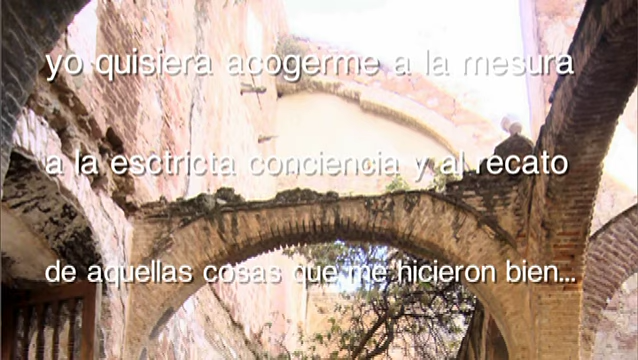 yo quisiera acogerme a la mesura
a la esctricta conciencia y al recato
de aquellas cosas que me hicieron bien...